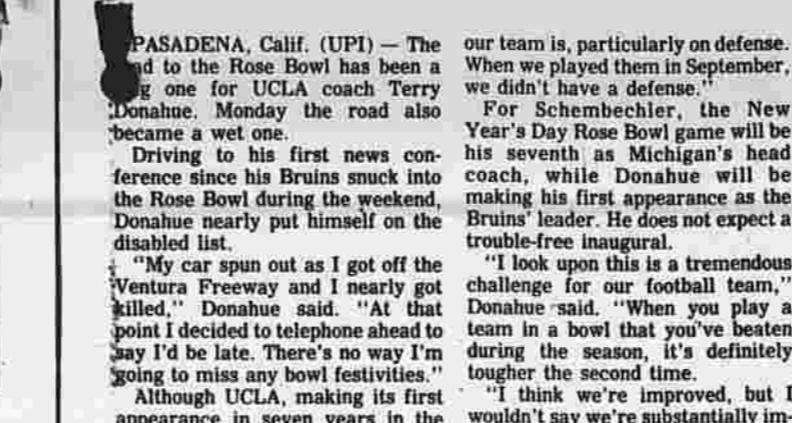 PASADENA, Calif. (UPI) — The
to the Rose Bowl has been a
one for UCLA coach Terry
Donahue. Monday the road also
became a wet one.
Driving to his first news con-
ference since his Bruins snuck into
the Rose Bowl during the weekend,
Donahue nearly put himself on the
disabled list.
"My car spun out as I got off the
Ventura Freeway and I nearly got
killed," Donahue said. "At that
point I decided to telephone ahead to
say I'd be late. There's no way I'm
going to miss any bowl festivities."
Although UCLA, making its first
appearance in seven years in the
our team is, particularly on defense.
When we played them in September,
we didn't have a defense."
For Schembechler, the New
Year's Day Rose Bowl game will be
his seventh as Michigan's head
coach, while Donahue will be
making his first appearance as the
Bruins' leader. He does not expect a
trouble-free inaugural.
"I look upon this is a tremendous
challenge for our football team,"
Donahue said. "When you play a
team in a bowl that you've beaten
during the season, it's definitely
tougher the second time.
"I think we're improved, but I
wouldn't say we're substantially im-